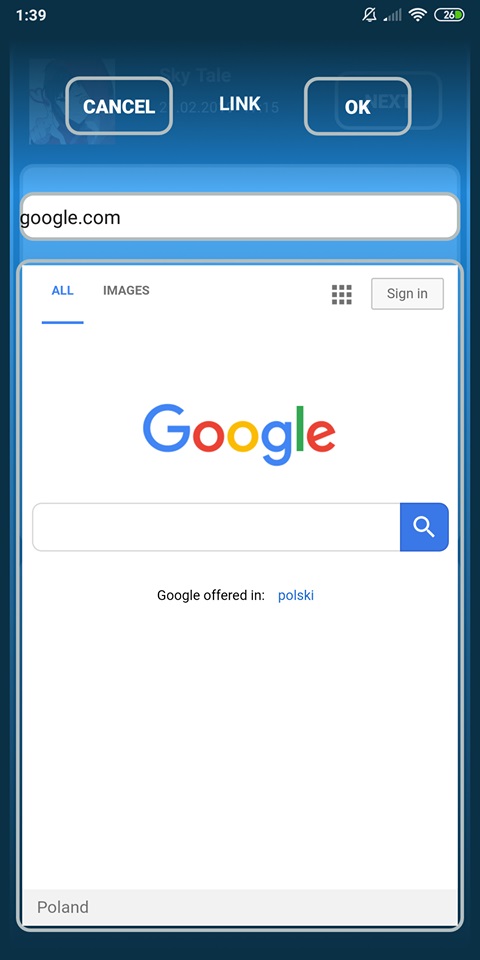 1:39
26
Sky Tale
NEXT
CANCEL
LINK
OK
google.com
ALL
IMAGES
Sign in
Google
Google offered in: polski
Poland